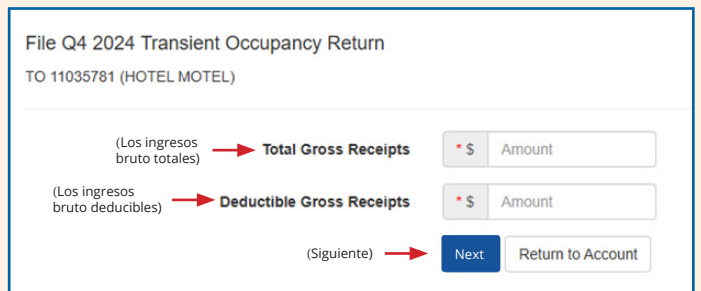 File Q4 2024 Transient Occupancy Return
TO 11035781 (HOTEL MOTEL)
(Los ingresos
bruto totales)
Total Gross Receipts
* $ Amount
(Los ingresos
bruto deducibles)
Deductible Gross Receipts
* $ Amount
(Siguiente)
Next
Return to Account